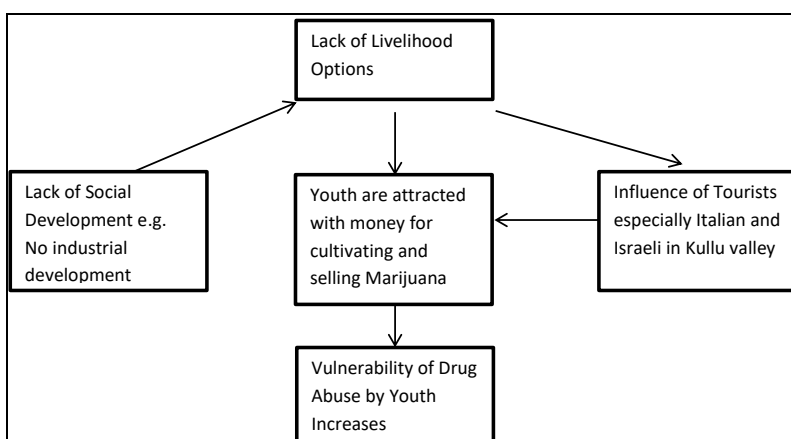 Lack of Livelihood
Options
Lack of Social
Development e.g.
No industrial
development
Youth are attracted
with money for
cultivating and
selling Marijuana
Influence of Tourists
especially Italian and
Israeli in Kullu valley
Vulnerability of Drug
Abuse by Youth
Increases